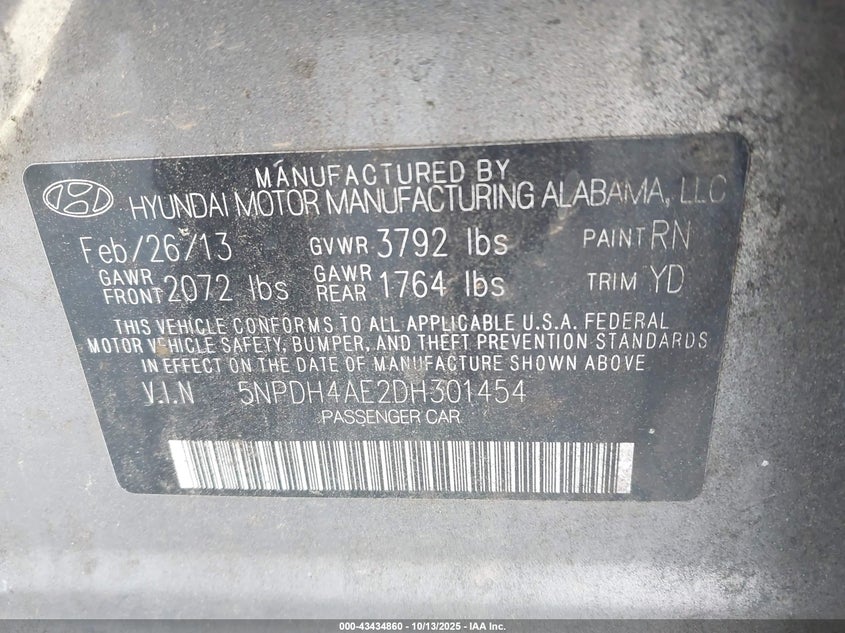 MANUFACTURED BY
HYUNDAI MOTOR MANUFACTURING ALABAMA, LLC
Feb/26/13 GVWR 3792 lbs PAINT RN
GAWR FRONT 2072 lbs GAWR REAR 1764 lbs TRIM YD
THIS VEHICLE CONFORMS TO ALL APPLICABLE U.S.A. FEDERAL
MOTOR VEHICLE SAFETY, BUMPER, AND THEFT PREVENTION STANDARDS
IN EFFECT ON THE DATE OF MANUFACTURE SHOWN ABOVE
V.I.N 5NPDH4AE2DH301454
PASSENGER CAR
000-43434860 - 10/13/2025 - IAA Inc.